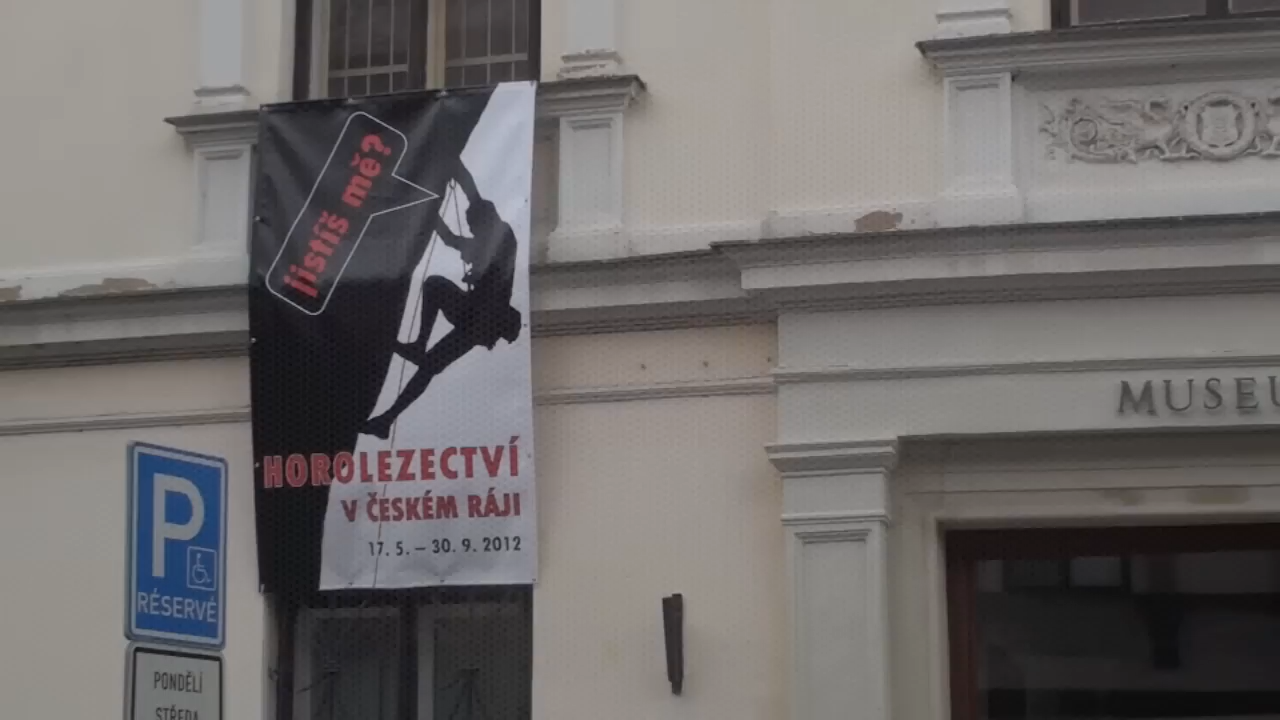 jistíš mě?
HOROLEZECTVÍ
V ČESKÉM RÁJI
17. 5. – 30. 9. 2012
MUSEU
P
RÉSERVÉ
PONDĚLÍ
STŘEDA